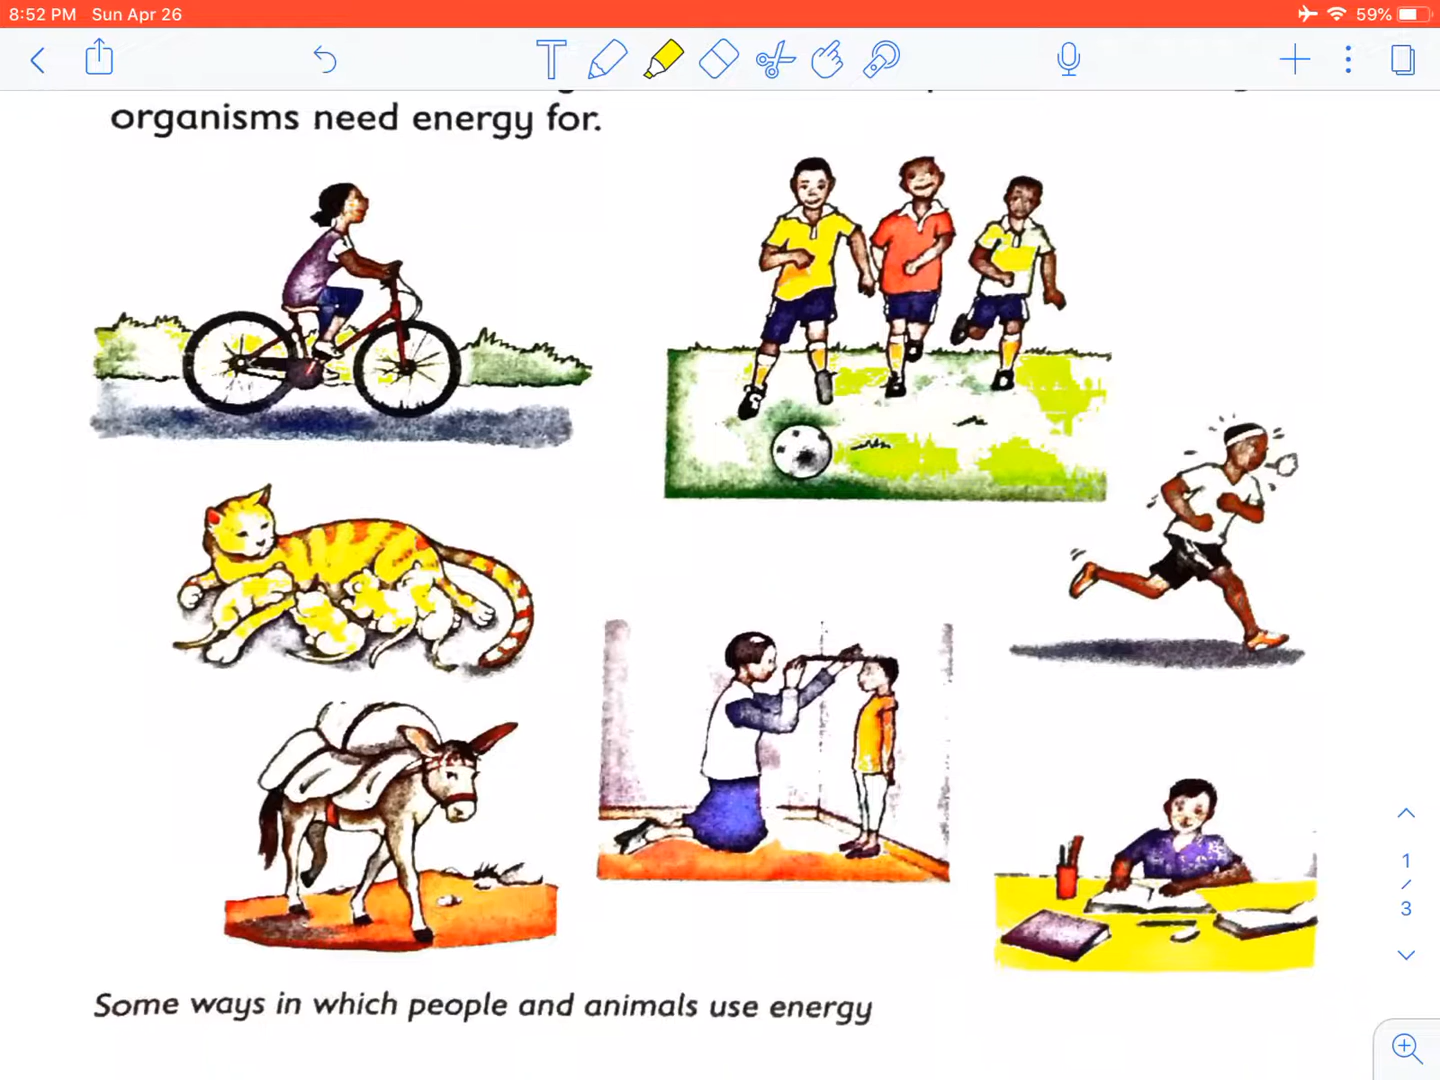 8:52 PM Sun Apr 26
59%
organisms need energy for.
1
/
3
Some ways in which people and animals use energy